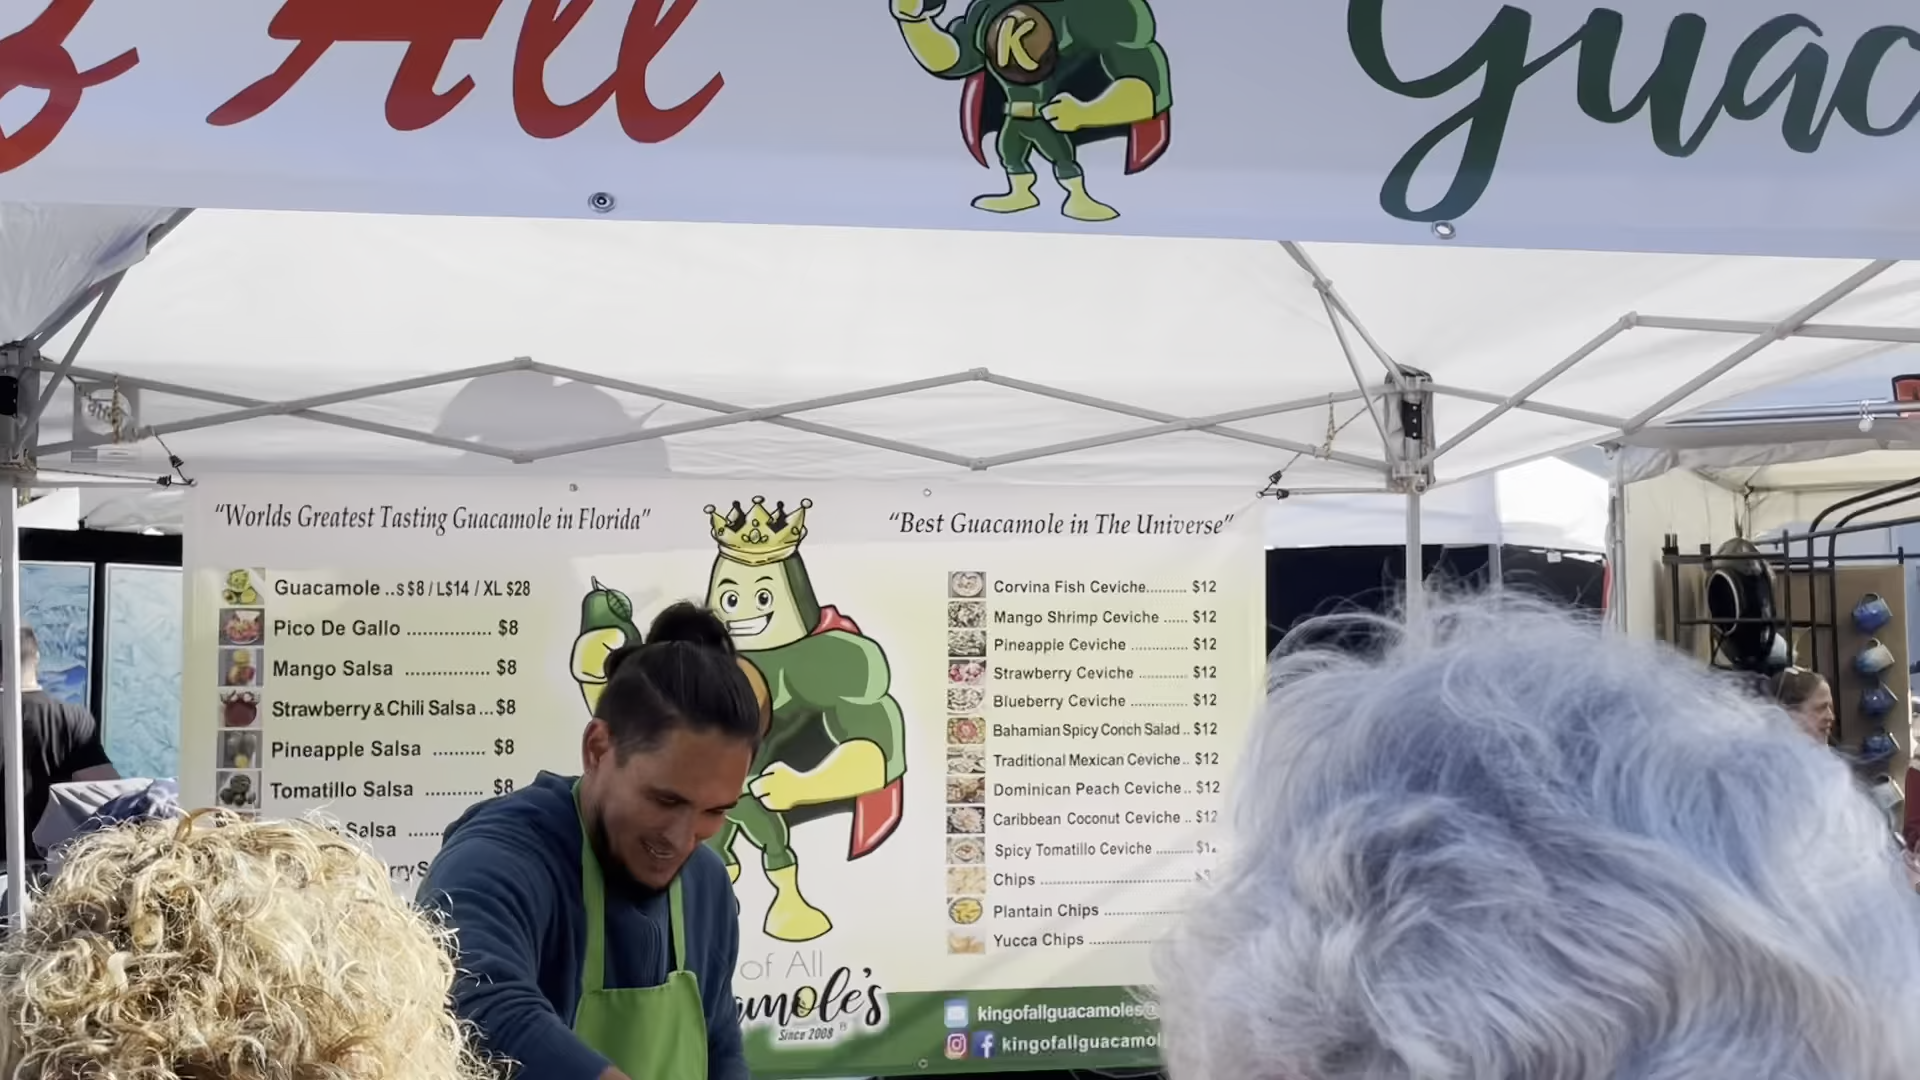 All
K
Guac
"Worlds Greatest Tasting Guacamole in Florida"
"Best Guacamole in The Universe"
Guacamole ..s $8 / L$14 / XL $28
Pico De Gallo ................ $8
Mango Salsa ................ $8
Strawberry & Chili Salsa ... $8
Pineapple Salsa .......... $8
Tomatillo Salsa .......... $8
Salsa ......
Corvina Fish Ceviche.......... $12
Mango Shrimp Ceviche ...... $12
Pineapple Ceviche .............. $12
Strawberry Ceviche ............ $12
Blueberry Ceviche .............. $12
Bahamian Spicy Conch Salad .. $12
Traditional Mexican Ceviche .. $12
Dominican Peach Ceviche .. $12
Caribbean Coconut Ceviche .. $12
Spicy Tomatillo Ceviche ..........
Chips ........................................
Plantain Chips ....................
Yucca Chips ................
of All
amole's
Since 2008
kingofallguacamoles@
kingofallguacamol